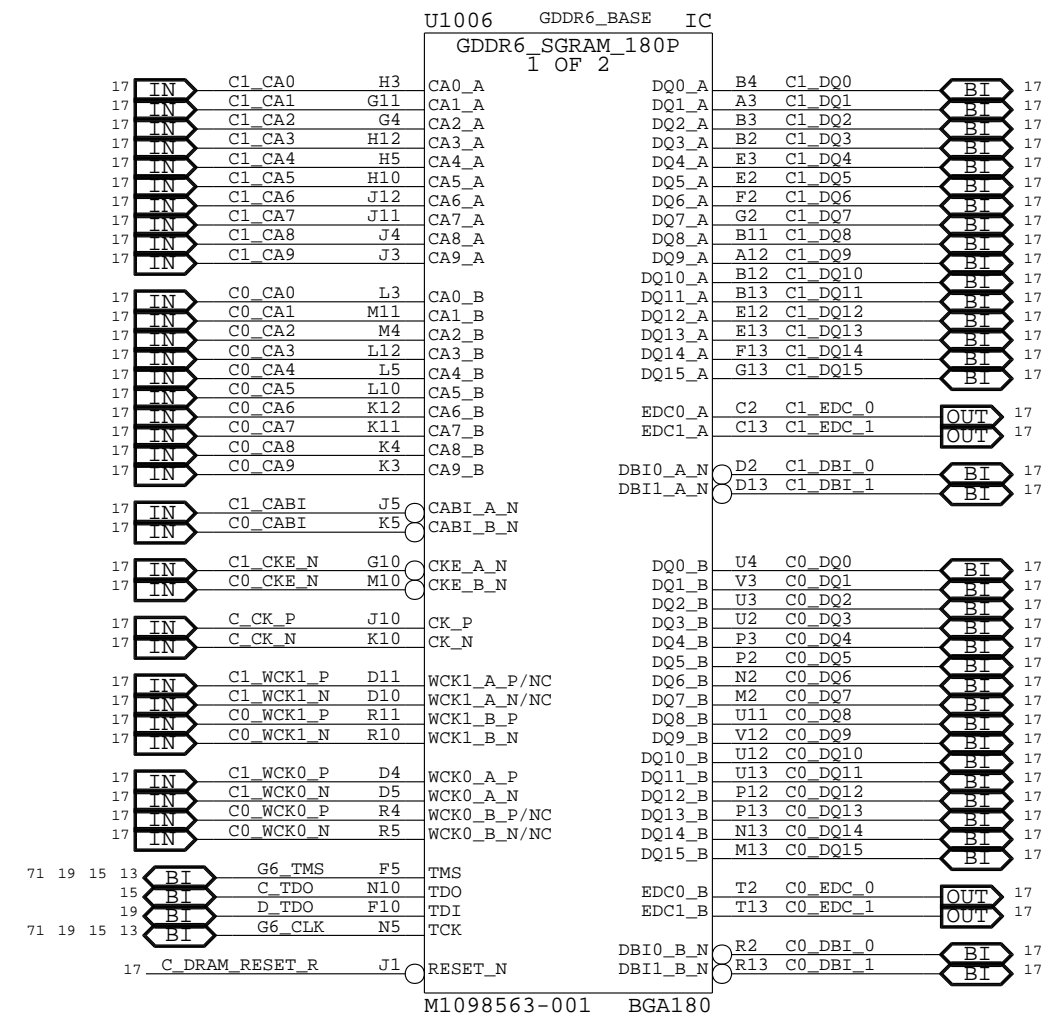 U1006 GDDR6_BASE IC
GDDR6_SGRAM_180P
1 OF 2
17 IN C1_CA0 H3 CA0_A DQ0_A B4 C1_DQ0 BI 17
17 IN C1_CA1 G11 CA1_A DQ1_A A3 C1_DQ1 BI 17
17 IN C1_CA2 G4 CA2_A DQ2_A B3 C1_DQ2 BI 17
17 IN C1_CA3 H12 CA3_A DQ3_A B2 C1_DQ3 BI 17
17 IN C1_CA4 H5 CA4_A DQ4_A E3 C1_DQ4 BI 17
17 IN C1_CA5 H10 CA5_A DQ5_A E2 C1_DQ5 BI 17
17 IN C1_CA6 J12 CA6_A DQ6_A F2 C1_DQ6 BI 17
17 IN C1_CA7 J11 CA7_A DQ7_A G2 C1_DQ7 BI 17
17 IN C1_CA8 J4 CA8_A DQ8_A B11 C1_DQ8 BI 17
17 IN C1_CA9 J3 CA9_A DQ9_A A12 C1_DQ9 BI 17
DQ10_A B12 C1_DQ10 BI 17
17 IN C0_CA0 L3 CA0_B DQ11_A B13 C1_DQ11 BI 17
17 IN C0_CA1 M11 CA1_B DQ12_A E12 C1_DQ12 BI 17
17 IN C0_CA2 M4 CA2_B DQ13_A E13 C1_DQ13 BI 17
17 IN C0_CA3 L12 CA3_B DQ14_A F13 C1_DQ14 BI 17
17 IN C0_CA4 L5 CA4_B DQ15_A G13 C1_DQ15 BI 17
17 IN C0_CA5 L10 CA5_B
17 IN C0_CA6 K12 CA6_B EDC0_A C2 C1_EDC_0 OUT 17
17 IN C0_CA7 K11 CA7_B EDC1_A C13 C1_EDC_1 OUT 17
17 IN C0_CA8 K4 CA8_B
17 IN C0_CA9 K3 CA9_B DBI0_A_N D2 C1_DBI_0 BI 17
DBI1_A_N D13 C1_DBI_1 BI 17
17 IN C1_CABI J5 CABI_A_N
17 IN C0_CABI K5 CABI_B_N
17 IN C1_CKE_N G10 CKE_A_N DQ0_B U4 C0_DQ0 BI 17
17 IN C0_CKE_N M10 CKE_B_N DQ1_B V3 C0_DQ1 BI 17
DQ2_B U3 C0_DQ2 BI 17
17 IN C_CK_P J10 CK_P DQ3_B U2 C0_DQ3 BI 17
17 IN C_CK_N K10 CK_N DQ4_B P3 C0_DQ4 BI 17
DQ5_B P2 C0_DQ5 BI 17
17 IN C1_WCK1_P D11 WCK1_A_P/NC DQ6_B N2 C0_DQ6 BI 17
17 IN C1_WCK1_N D10 WCK1_A_N/NC DQ7_B M2 C0_DQ7 BI 17
17 IN C0_WCK1_P R11 WCK1_B_P DQ8_B U11 C0_DQ8 BI 17
17 IN C0_WCK1_N R10 WCK1_B_N DQ9_B V12 C0_DQ9 BI 17
DQ10_B U12 C0_DQ10 BI 17
17 IN C1_WCK0_P D4 WCK0_A_P DQ11_B U13 C0_DQ11 BI 17
17 IN C1_WCK0_N D5 WCK0_A_N DQ12_B P12 C0_DQ12 BI 17
17 IN C0_WCK0_P R4 WCK0_B_P/NC DQ13_B P13 C0_DQ13 BI 17
17 IN C0_WCK0_N R5 WCK0_B_N/NC DQ14_B N13 C0_DQ14 BI 17
DQ15_B M13 C0_DQ15 BI 17
71 19 15 13 BI G6_TMS F5 TMS
15 BI C_TDO N10 TDO EDC0_B T2 C0_EDC_0 OUT 17
19 BI D_TDO F10 TDI EDC1_B T13 C0_EDC_1 OUT 17
71 19 15 13 BI G6_CLK N5 TCK
DBI0_B_N R2 C0_DBI_0 BI 17
17 C_DRAM_RESET_R J1 RESET_N DBI1_B_N R13 C0_DBI_1 BI 17
M1098563-001 BGA180